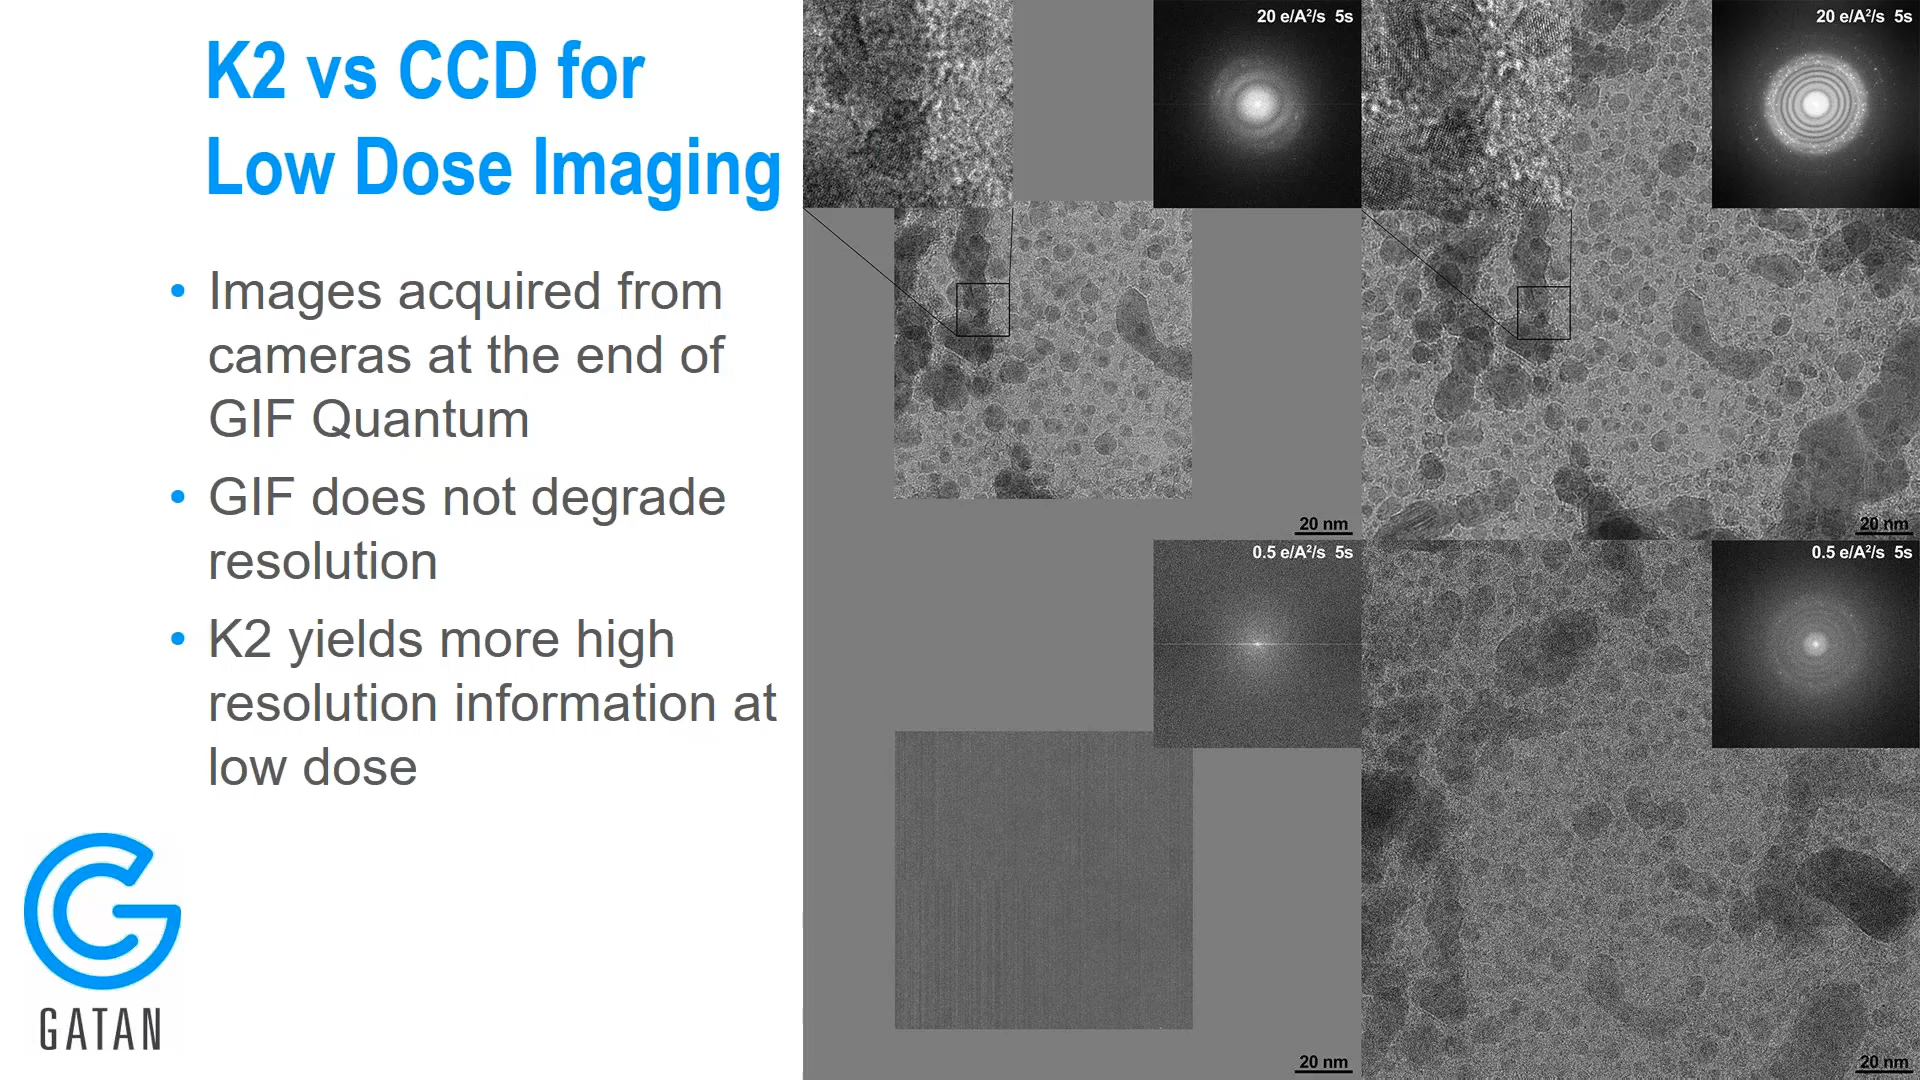 K2 vs CCD for
Low Dose Imaging
• Images acquired from
cameras at the end of
GIF Quantum
• GIF does not degrade
resolution
• K2 yields more high
resolution information at
low dose
GATAN
20 e/A²/s 5s
20 e/A²/s 5s
20 nm
20 nm
0.5 e/A²/s 5s
0.5 e/A²/s 5s
20 nm
20 nm